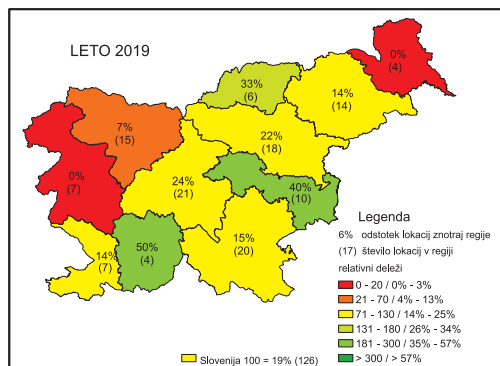 LETO 2019
0%
(4)
33%
(6)
14%
(14)
7%
(15)
22%
(18)
0%
(7)
24%
(21)
40%
(10)
50%
(4)
15%
(20)
14%
(7)
Legenda
6% odstotek lokacij znotraj regije
(17) število lokacij v regiji
relativni deleži
0 - 20 / 0% - 3%
21 - 70 / 4% - 13%
71 - 130 / 14% - 25%
131 - 180 / 26% - 34%
181 - 300 / 35% - 57%
> 300 / > 57%
Slovenija 100 = 19% (126)